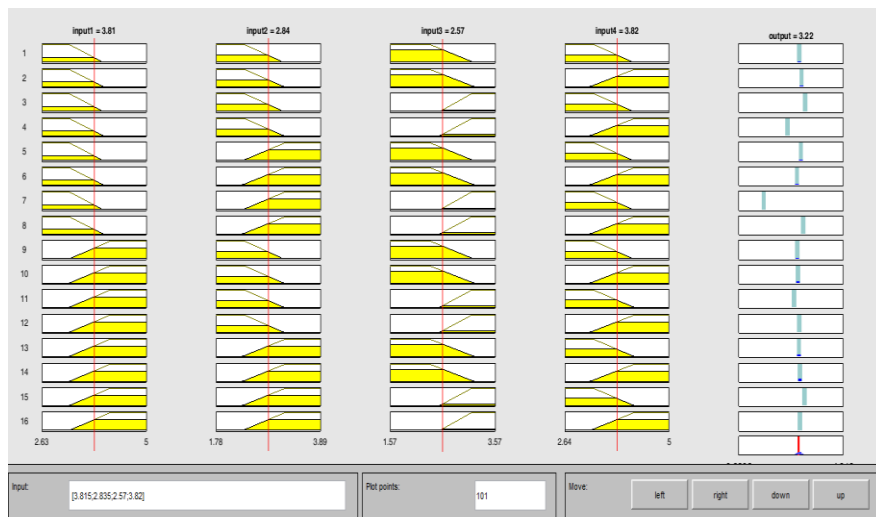 input1 = 3.81
input2 = 2.84
input3 = 2.57
input4 = 3.82
output = 3.22
1
2
3
4
5
6
7
8
9
10
11
12
13
14
15
16
2.63 5
1.78 3.89
1.57 3.57
2.64 5
Input:
[3.815;2.835;2.57;3.82]
Plot points:
101
Move:
left
right
down
up